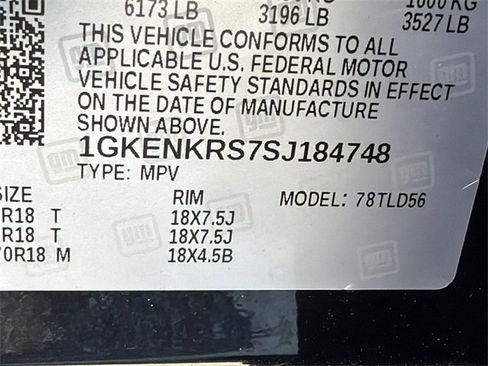 6173 LB 3196 LB 3527 LB
THIS VEHICLE CONFORMS TO ALL
APPLICABLE U.S. FEDERAL MOTOR
VEHICLE SAFETY STANDARDS IN EFFECT
ON THE DATE OF MANUFACTURE
SHOWN ABOVE.
1GKENKRS7SJ184748
TYPE: MPV MODEL: 78TLD56
SIZE RIM
R18 T 18X7.5J
R18 T 18X7.5J
70R18 M 18X4.5B
gm